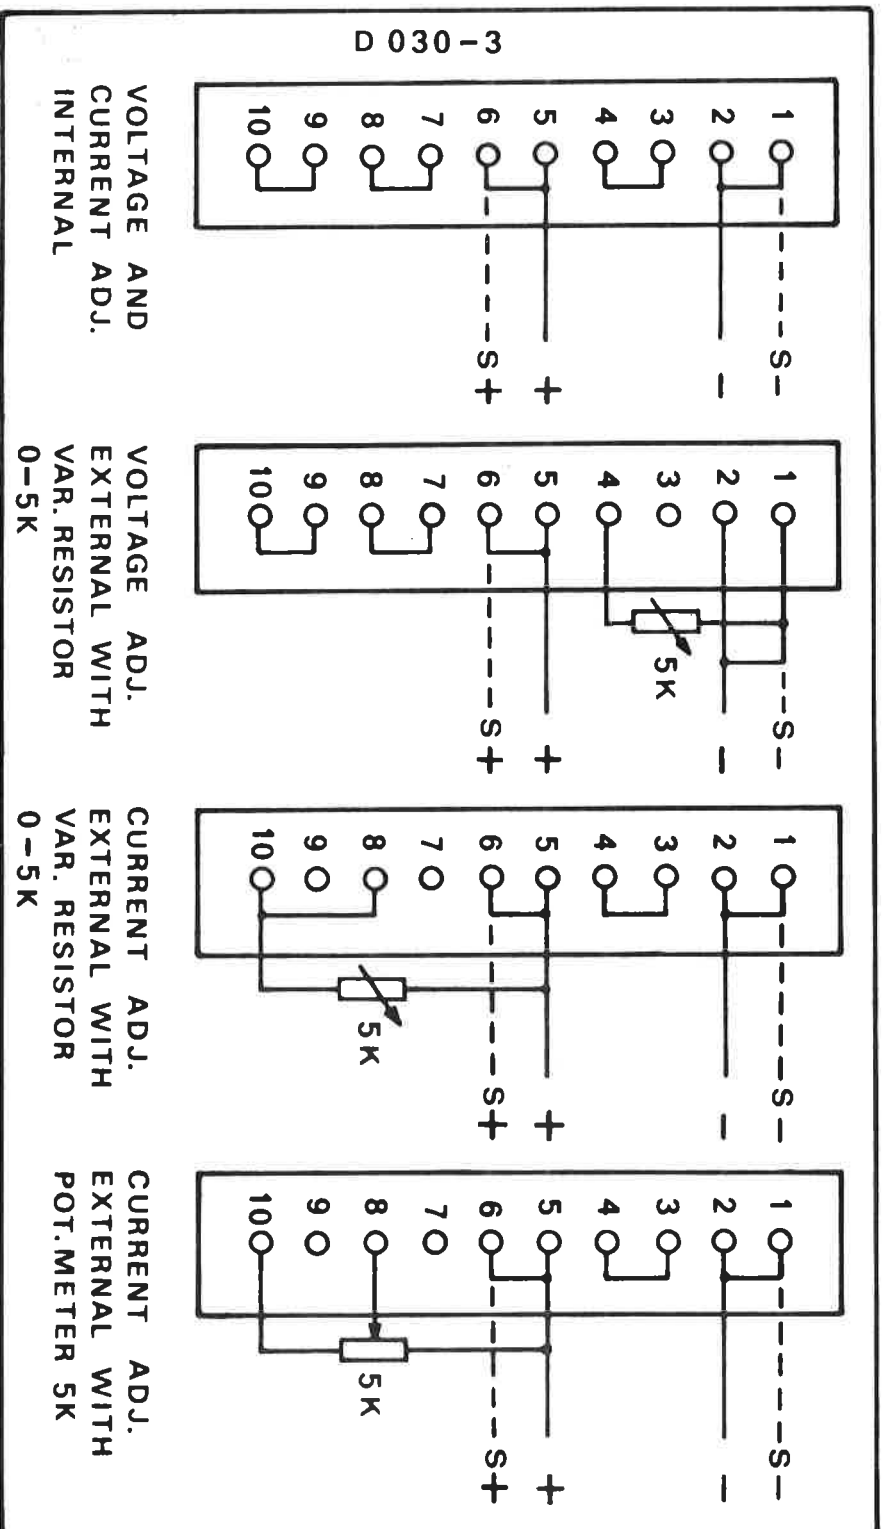 D 030-3
1
2
3
4
5
6
7
8
9
10
S-
-
+
S+
VOLTAGE AND
CURRENT ADJ.
INTERNAL
1
2
3
4
5
6
7
8
9
10
5K
S-
-
+
S+
VOLTAGE ADJ.
EXTERNAL WITH
VAR. RESISTOR
0-5K
1
2
3
4
5
6
7
8
9
10
5K
S-
-
+
S+
CURRENT ADJ.
EXTERNAL WITH
VAR. RESISTOR
0-5K
1
2
3
4
5
6
7
8
9
10
5K
S-
-
+
S+
CURRENT ADJ.
EXTERNAL WITH
POT. METER 5K